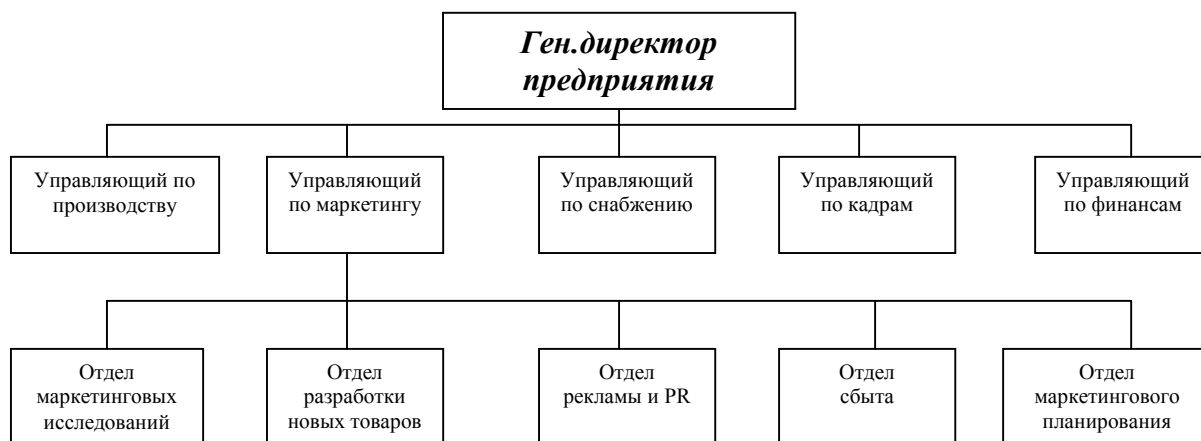 Ген.директор
предприятия
Управляющий по
производству
Управляющий
по маркетингу
Управляющий
по снабжению
Управляющий
по кадрам
Управляющий
по финансам
Отдел
маркетинговых
исследований
Отдел
разработки
новых товаров
Отдел
рекламы и PR
Отдел
сбыта
Отдел
маркетингового
планирования